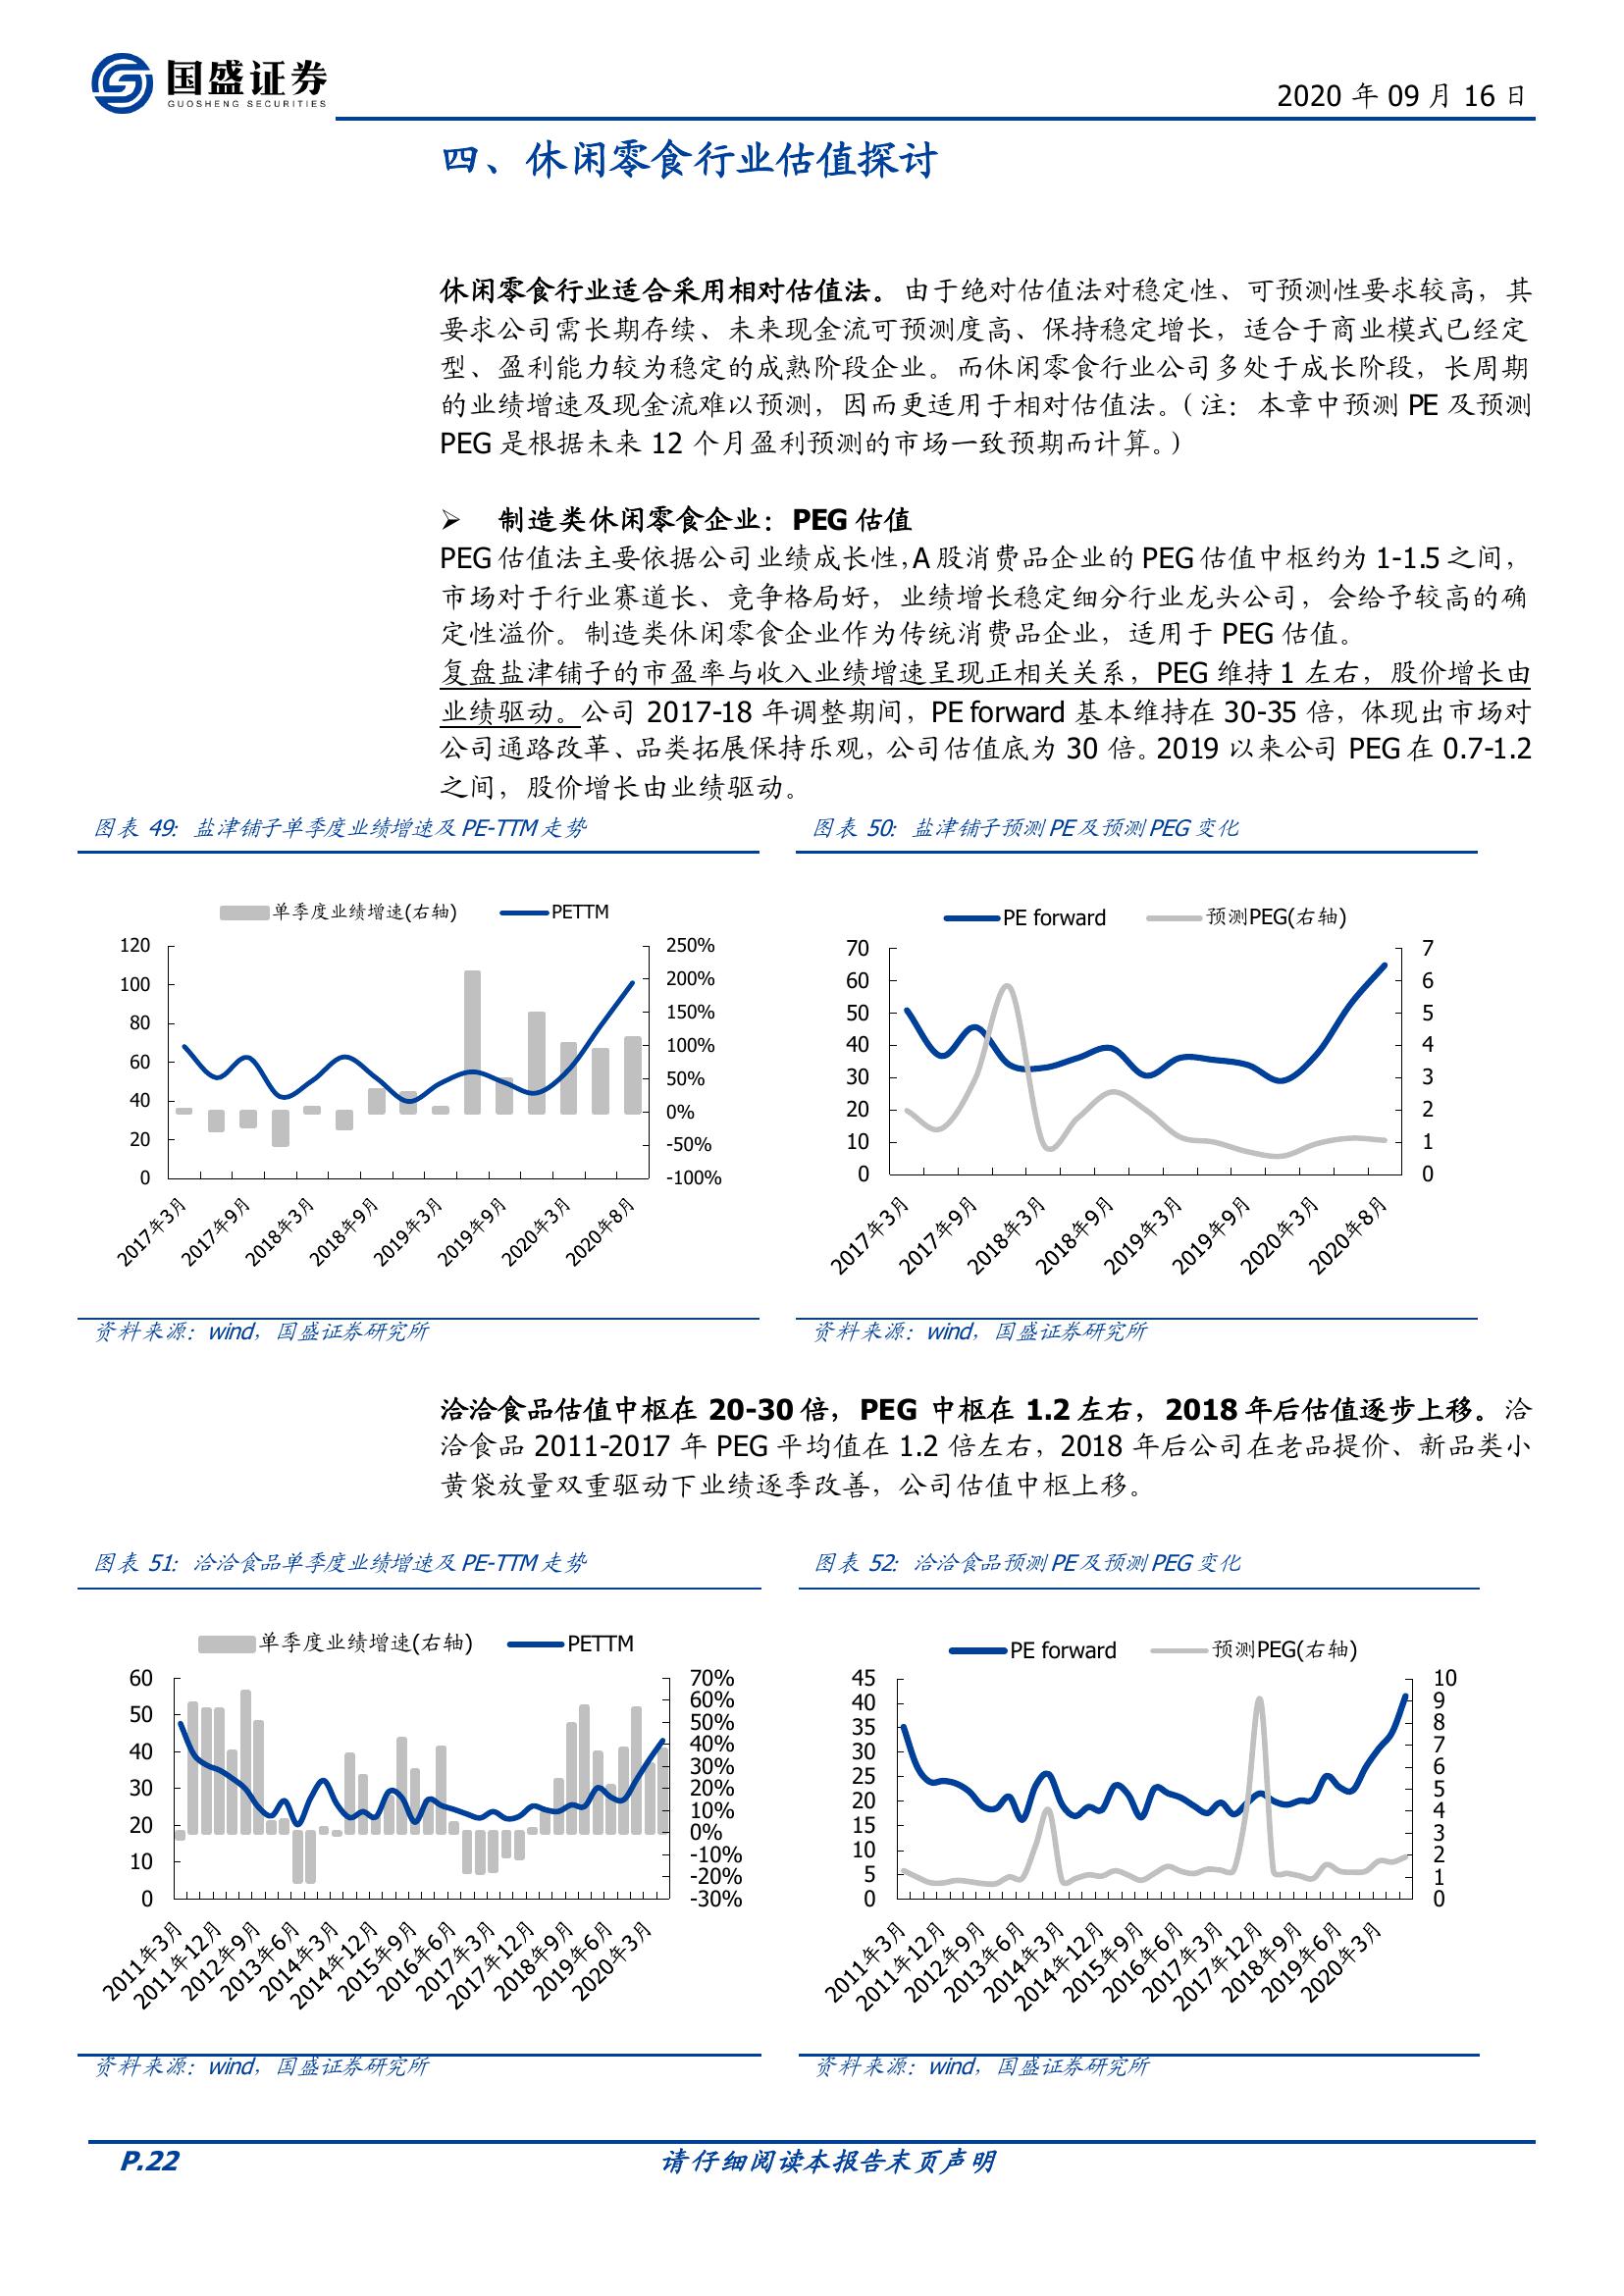 国盛证券
GUOSHENG SECURITIES
2020 年 09 月 16 日
四、休闲零食行业估值探讨
休闲零食行业适合采用相对估值法。由于绝对估值法对稳定性、可预测性要求较高，其
要求公司需长期存续、未来现金流可预测度高、保持稳定增长，适合于商业模式已经定
型、盈利能力较为稳定的成熟阶段企业。而休闲零食行业公司多处于成长阶段，长周期
的业绩增速及现金流难以预测，因而更适用于相对估值法。（注：本章中预测 PE 及预测
PEG 是根据未来 12 个月盈利预测的市场一致预期而计算。）
➢ 制造类休闲零食企业：PEG 估值
PEG 估值法主要依据公司业绩成长性，A 股消费品企业的 PEG 估值中枢约为 1-1.5 之间，
市场对于行业赛道长、竞争格局好，业绩增长稳定细分行业龙头公司，会给予较高的确
定性溢价。制造类休闲零食企业作为传统消费品企业，适用于 PEG 估值。
复盘盐津铺子的市盈率与收入业绩增速呈现正相关关系，PEG 维持 1 左右，股价增长由
业绩驱动。公司 2017-18 年调整期间，PE forward 基本维持在 30-35 倍，体现出市场对
公司通路改革、品类拓展保持乐观，公司估值底为 30 倍。2019 以来公司 PEG 在 0.7-1.2
之间，股价增长由业绩驱动。
图表 49：盐津铺子单季度业绩增速及 PE-TTM 走势
单季度业绩增速(右轴) PETTM
120
100
80
60
40
20
0
250%
200%
150%
100%
50%
0%
-50%
-100%
2017年3月
2017年9月
2018年3月
2018年9月
2019年3月
2019年9月
2020年3月
2020年8月
资料来源：wind，国盛证券研究所
图表 50：盐津铺子预测 PE 及预测 PEG 变化
PE forward 预测PEG(右轴)
70
60
50
40
30
20
10
0
7
6
5
4
3
2
1
0
2017年3月
2017年9月
2018年3月
2018年9月
2019年3月
2019年9月
2020年3月
2020年8月
资料来源：wind，国盛证券研究所
洽洽食品估值中枢在 20-30 倍，PEG 中枢在 1.2 左右，2018 年后估值逐步上移。洽
洽食品 2011-2017 年 PEG 平均值在 1.2 倍左右，2018 年后公司在老品提价、新品类小
黄袋放量双重驱动下业绩逐季改善，公司估值中枢上移。
图表 51：洽洽食品单季度业绩增速及 PE-TTM 走势
单季度业绩增速(右轴) PETTM
60
50
40
30
20
10
0
70%
60%
50%
40%
30%
20%
10%
0%
-10%
-20%
-30%
2011年3月
2011年12月
2012年9月
2013年6月
2014年3月
2014年12月
2015年9月
2016年6月
2017年3月
2017年12月
2018年9月
2019年6月
2020年3月
资料来源：wind，国盛证券研究所
图表 52：洽洽食品预测 PE 及预测 PEG 变化
PE forward 预测PEG(右轴)
45
40
35
30
25
20
15
10
5
0
10
9
8
7
6
5
4
3
2
1
0
2011年3月
2011年12月
2012年9月
2013年6月
2014年3月
2014年12月
2015年9月
2016年6月
2017年3月
2017年12月
2018年9月
2019年6月
2020年3月
资料来源：wind，国盛证券研究所
P.22 请仔细阅读本报告末页声明